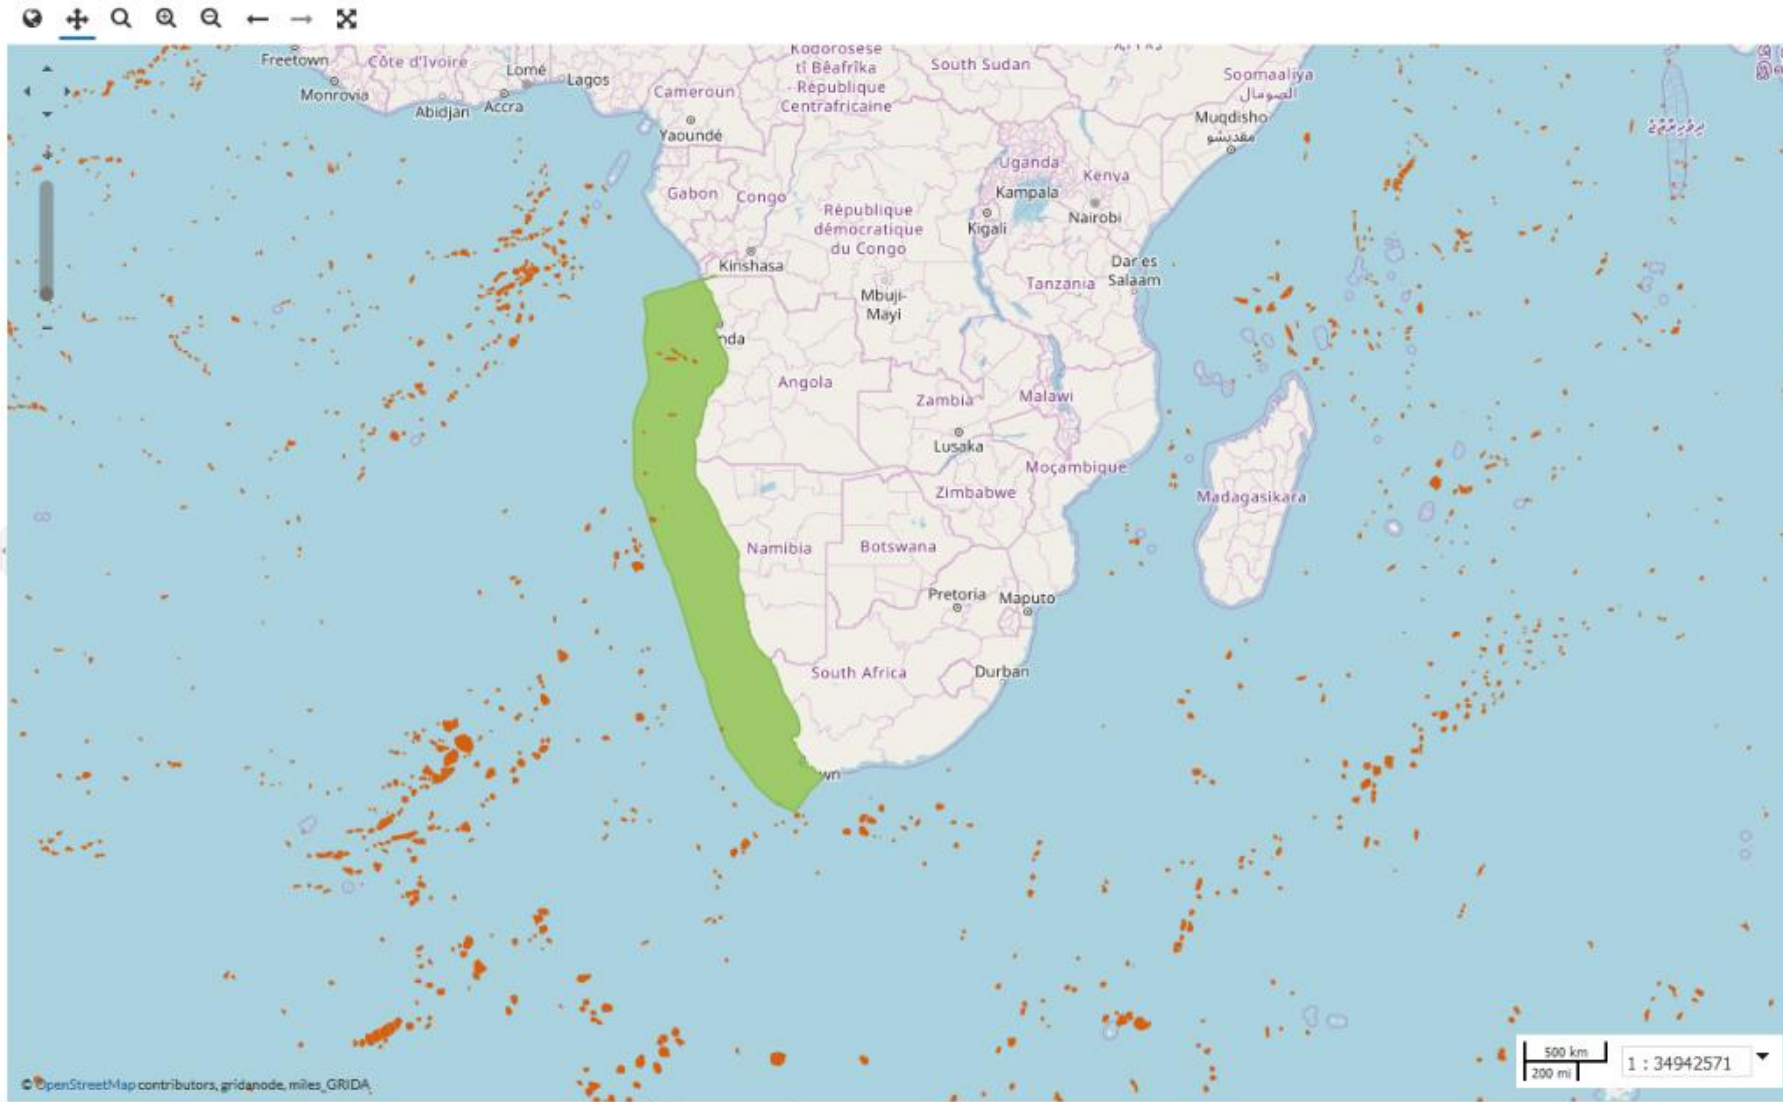 Freetown
Côte d'Ivoire
Monrovia
Abidjan
Lomé
Accra
Lagos
Cameroun
Yaoundé
Kodorosêse
tî Bêafrîka
- République
Centrafricaine
South Sudan
Soomaaliya
الصومال
Muqdisho
مقديشو
ދިވެހިރާއްޖެ
Gabon
Congo
République
démocratique
du Congo
Uganda
Kampala
Kenya
Nairobi
Kigali
Kinshasa
Mbuji-
Mayi
Tanzania
Dar es
Salaam
nda
Angola
Zambia
Malawi
Lusaka
Moçambique
Zimbabwe
Madagasikara
Namibia
Botswana
Pretoria
Maputo
South Africa
Durban
wn
500 km
200 mi
1 : 34942571
© OpenStreetMap contributors, gridanode, miles_GRIDA